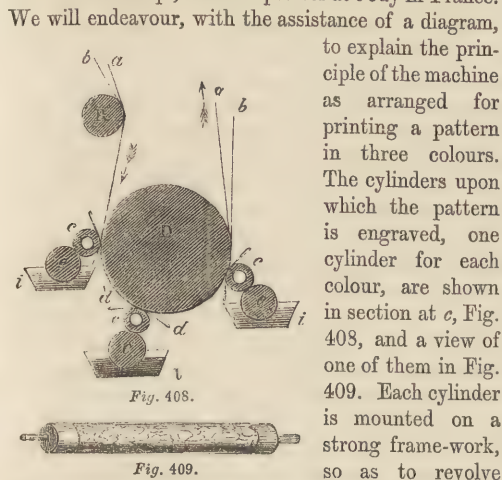 We will endeavour, with the assistance of a diagram,
to explain the prin-
ciple of the machine
as arranged for
printing a pattern
in three colours.
The cylinders upon
which the pattern
is engraved, one
cylinder for each
colour, are shown
in section at c, Fig.
408, and a view of
one of them in Fig.
409. Each cylinder
is mounted on a
strong frame-work,
so as to revolve
b a
a b
R
D
c
f
e
i
d
c
d
i
Fig. 408.
Fig. 409.